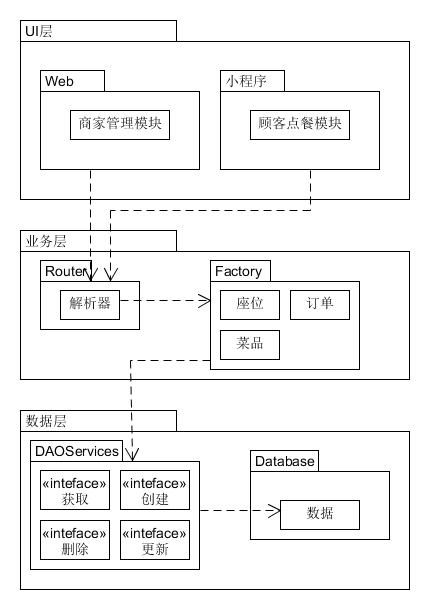 UI层
Web
小程序
商家管理模块
顾客点餐模块
业务层
Router
Factory
解析器
座位
订单
菜品
数据层
DAOServices
Database
«inteface»
获取
«inteface»
创建
数据
«inteface»
删除
«inteface»
更新